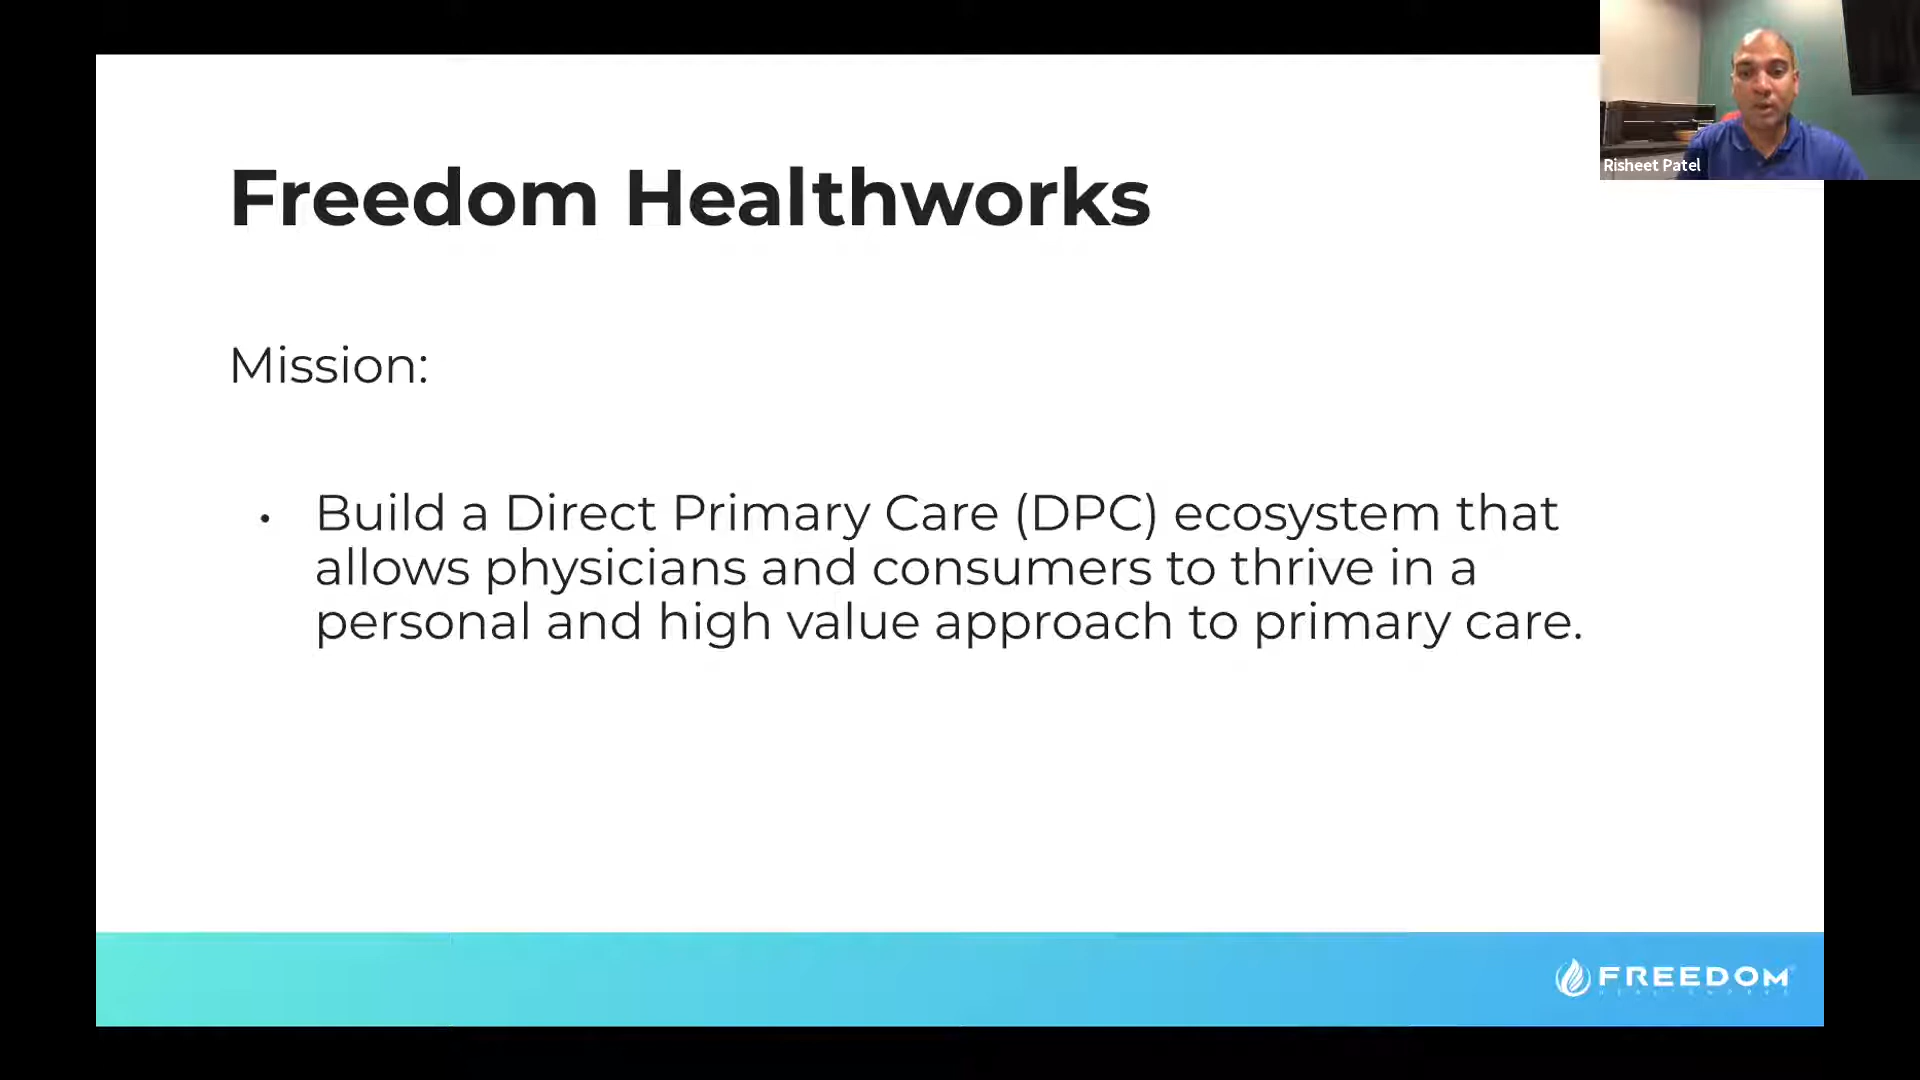 Freedom Healthworks
Risheet Patel
Mission:
• Build a Direct Primary Care (DPC) ecosystem that
allows physicians and consumers to thrive in a
personal and high value approach to primary care.
FREEDOM